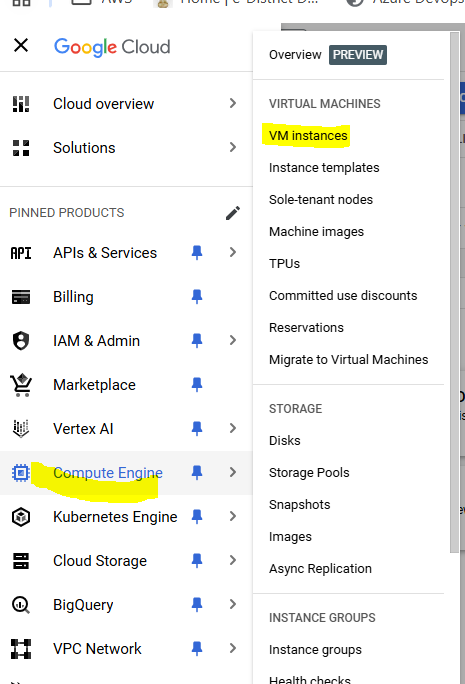 AWS
Home | e-District D...
Azure Devops
Google Cloud
Cloud overview
Solutions
PINNED PRODUCTS
API APIs & Services
Billing
IAM & Admin
Marketplace
Vertex AI
Compute Engine
Kubernetes Engine
Cloud Storage
BigQuery
VPC Network
Overview PREVIEW
VIRTUAL MACHINES
VM instances
Instance templates
Sole-tenant nodes
Machine images
TPUs
Committed use discounts
Reservations
Migrate to Virtual Machines
STORAGE
Disks
Storage Pools
Snapshots
Images
Async Replication
INSTANCE GROUPS
Instance groups
Health checks